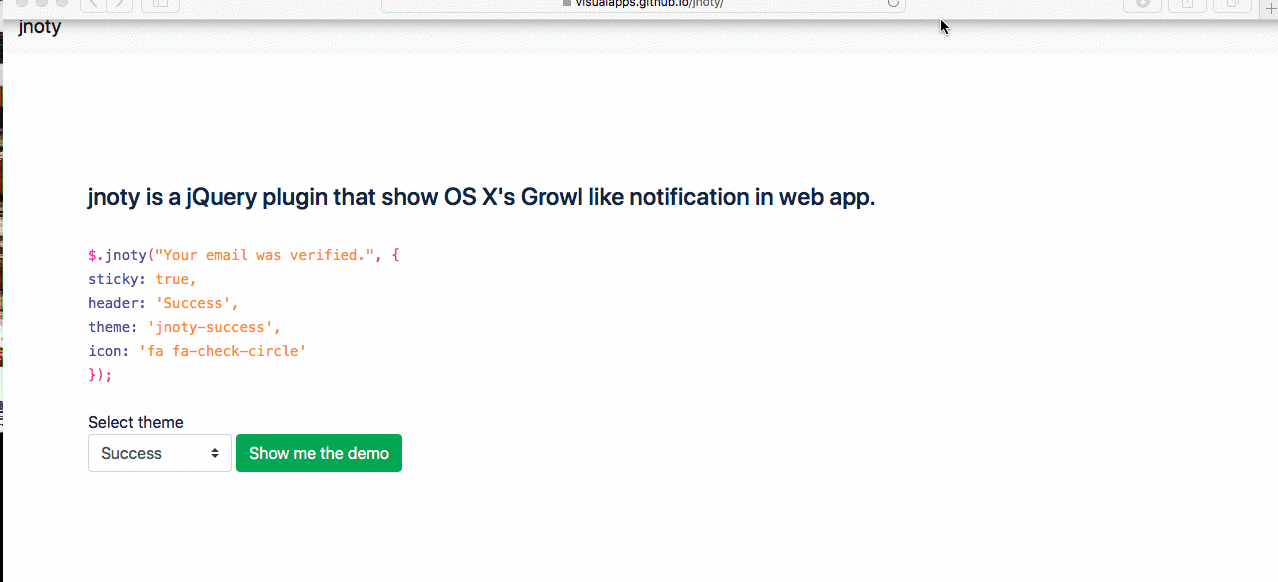 visualapps.github.io/jnoty/
jnoty
jnoty is a jQuery plugin that show OS X's Growl like notification in web app.
$.jnoty("Your email was verified.", {
sticky: true,
header: 'Success',
theme: 'jnoty-success',
icon: 'fa fa-check-circle'
});
Select theme
Success
Show me the demo